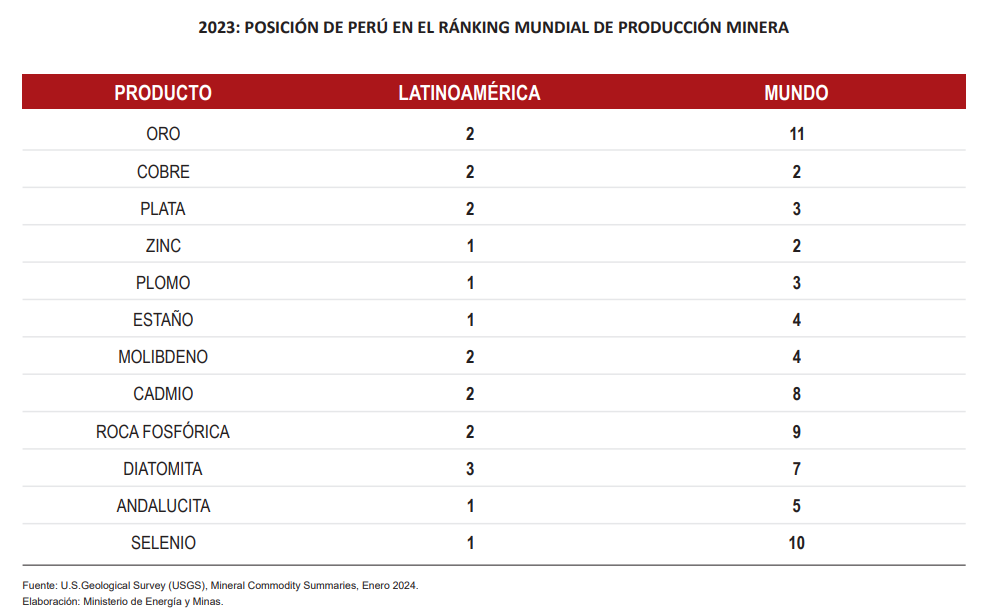 2023: POSICIÓN DE PERÚ EN EL RÁNKING MUNDIAL DE PRODUCCIÓN MINERA
PRODUCTO LATINOAMÉRICA MUNDO
ORO 2 11
COBRE 2 2
PLATA 2 3
ZINC 1 2
PLOMO 1 3
ESTAÑO 1 4
MOLIBDENO 2 4
CADMIO 2 8
ROCA FOSFÓRICA 2 9
DIATOMITA 3 7
ANDALUCITA 1 5
SELENIO 1 10
Fuente: U.S.Geological Survey (USGS), Mineral Commodity Summaries, Enero 2024.
Elaboración: Ministerio de Energía y Minas.